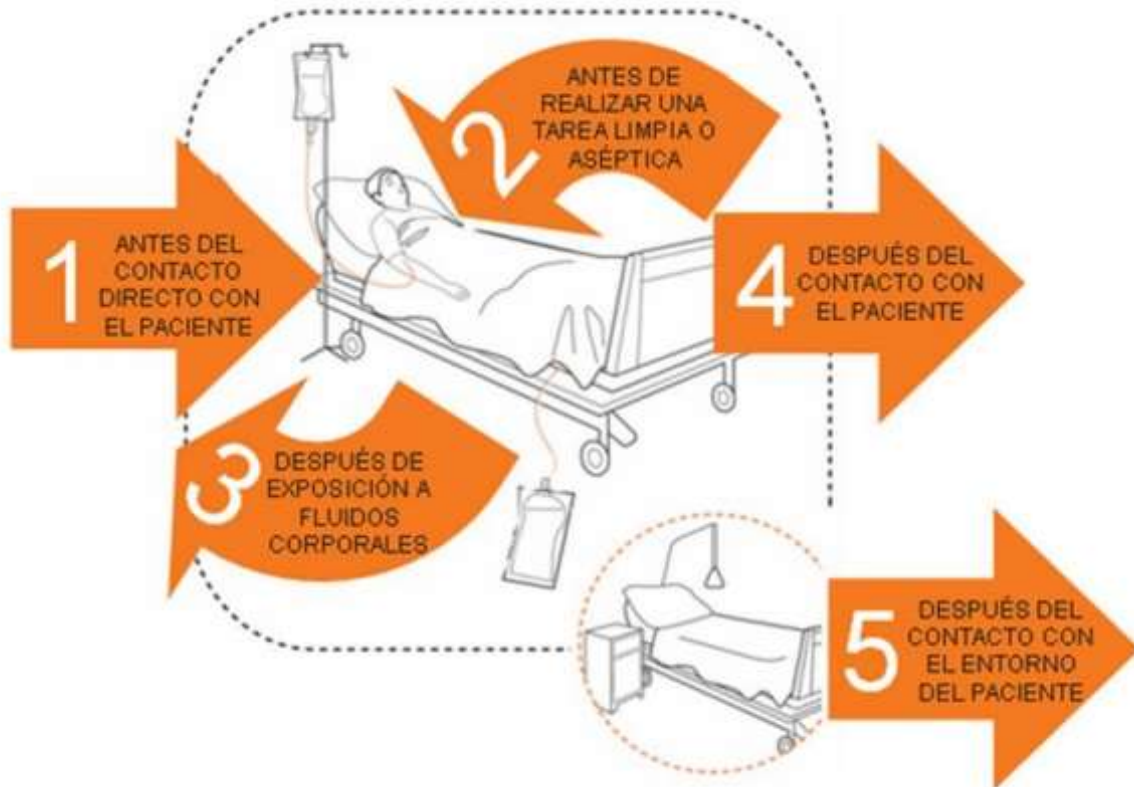 1
ANTES DEL
CONTACTO
DIRECTO CON
EL PACIENTE
2
ANTES DE
REALIZAR UNA
TAREA LIMPIA O
ASÉPTICA
3
DESPUÉS DE
EXPOSICIÓN A
FLUIDOS
CORPORALES
4
DESPUÉS DEL
CONTACTO CON
EL PACIENTE
5
DESPUÉS DEL
CONTACTO CON
EL ENTORNO
DEL PACIENTE